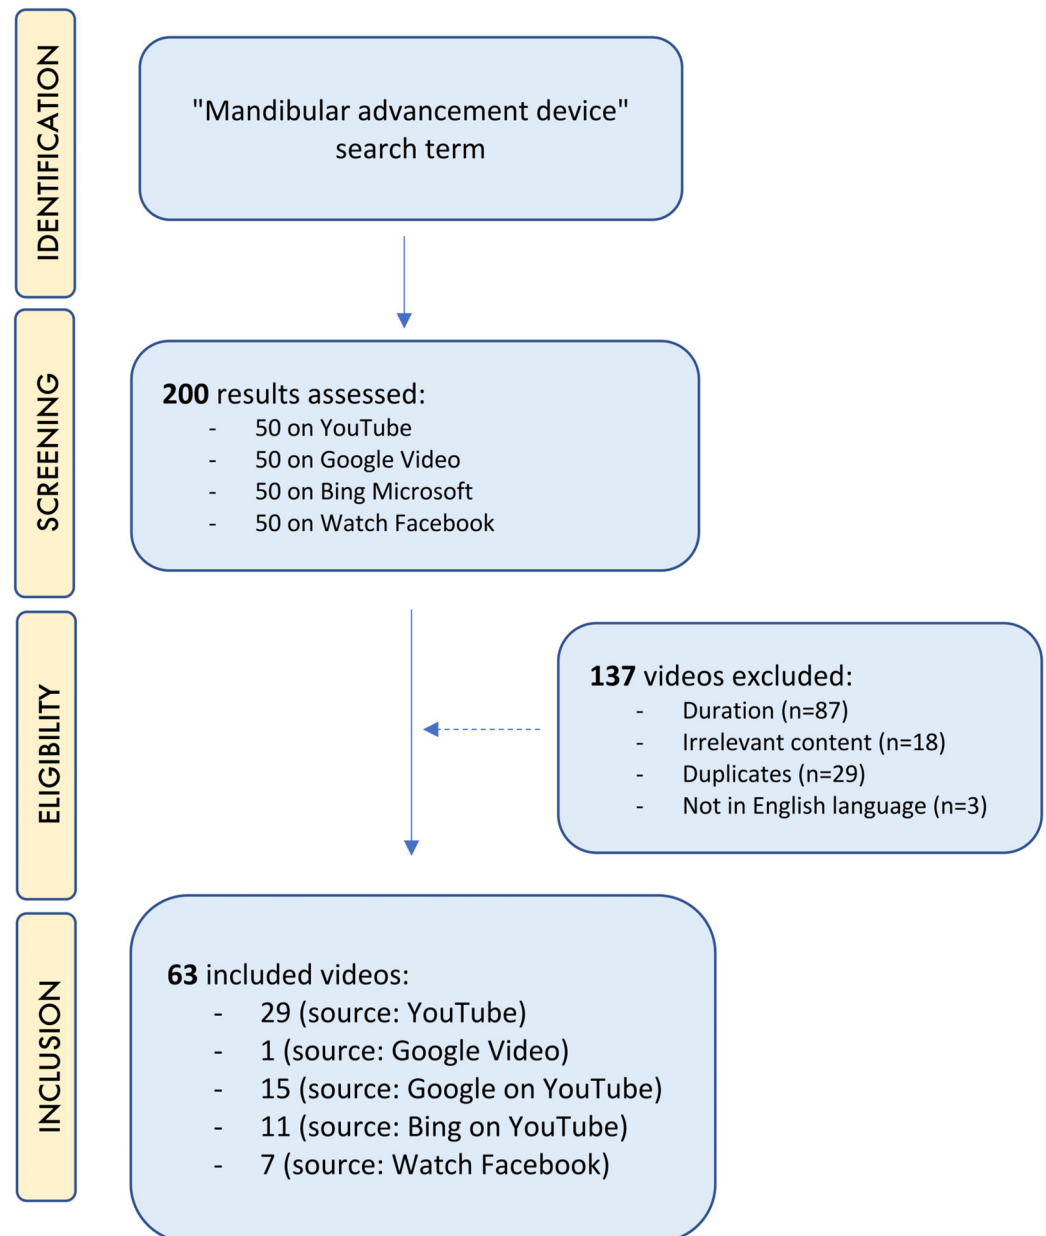 IDENTIFICATION
"Mandibular advancement device"
search term
SCREENING
200 results assessed:
- 50 on YouTube
- 50 on Google Video
- 50 on Bing Microsoft
- 50 on Watch Facebook
ELIGIBILITY
137 videos excluded:
- Duration (n=87)
- Irrelevant content (n=18)
- Duplicates (n=29)
- Not in English language (n=3)
INCLUSION
63 included videos:
- 29 (source: YouTube)
- 1 (source: Google Video)
- 15 (source: Google on YouTube)
- 11 (source: Bing on YouTube)
- 7 (source: Watch Facebook)